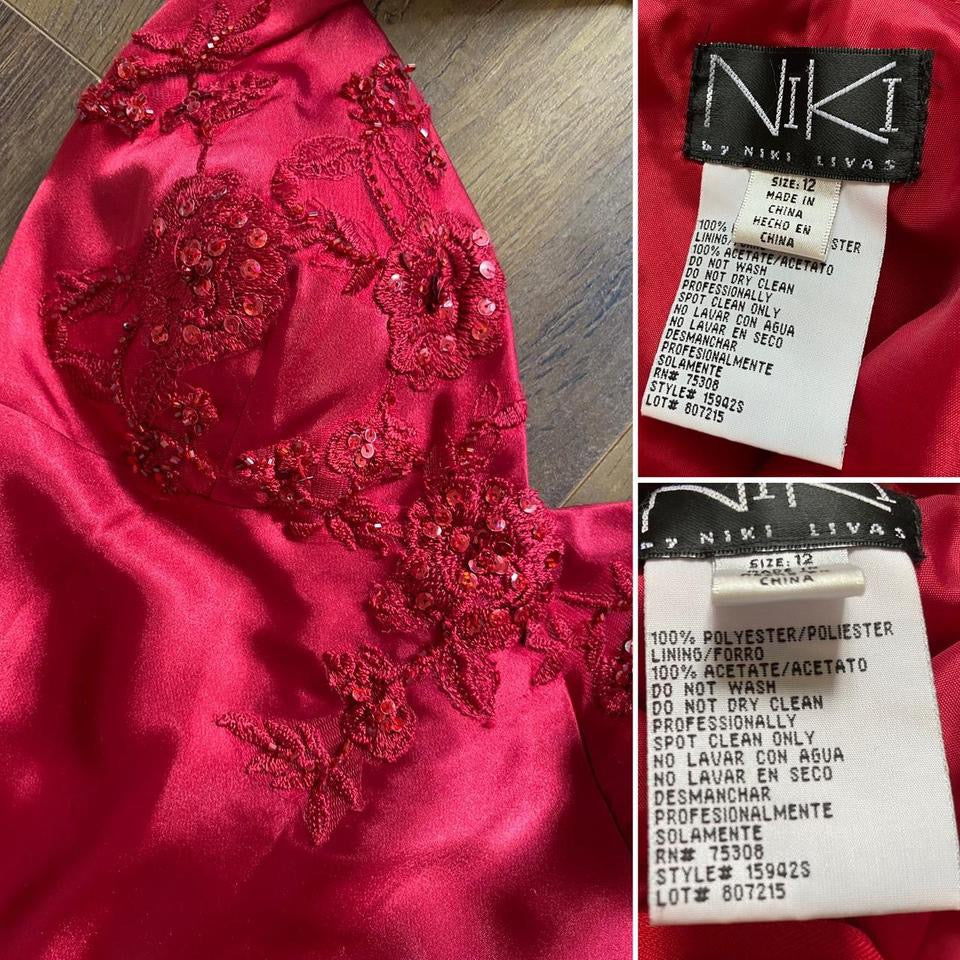 NIKI
by NIKI LIVAS
SIZE: 12
MADE IN
CHINA
HECHO EN
CHINA
100% STER
LINING/
100% ACETATE/ACETATO
DO NOT WASH
DO NOT DRY CLEAN
PROFESSIONALLY
SPOT CLEAN ONLY
NO LAVAR CON AGUA
NO LAVAR EN SECO
DESMANCHAR
PROFESIONALMENTE
SOLAMENTE
RN# 75308
STYLE# 15942S
LOT# 807215
NIKI
by NIKI LIVAS
SIZE: 12
CHINA
100% POLYESTER/POLIESTER
LINING/FORRO
100% ACETATE/ACETATO
DO NOT WASH
DO NOT DRY CLEAN
PROFESSIONALLY
SPOT CLEAN ONLY
NO LAVAR CON AGUA
NO LAVAR EN SECO
DESMANCHAR
PROFESIONALMENTE
SOLAMENTE
RN# 75308
STYLE# 15942S
LOT# 807215